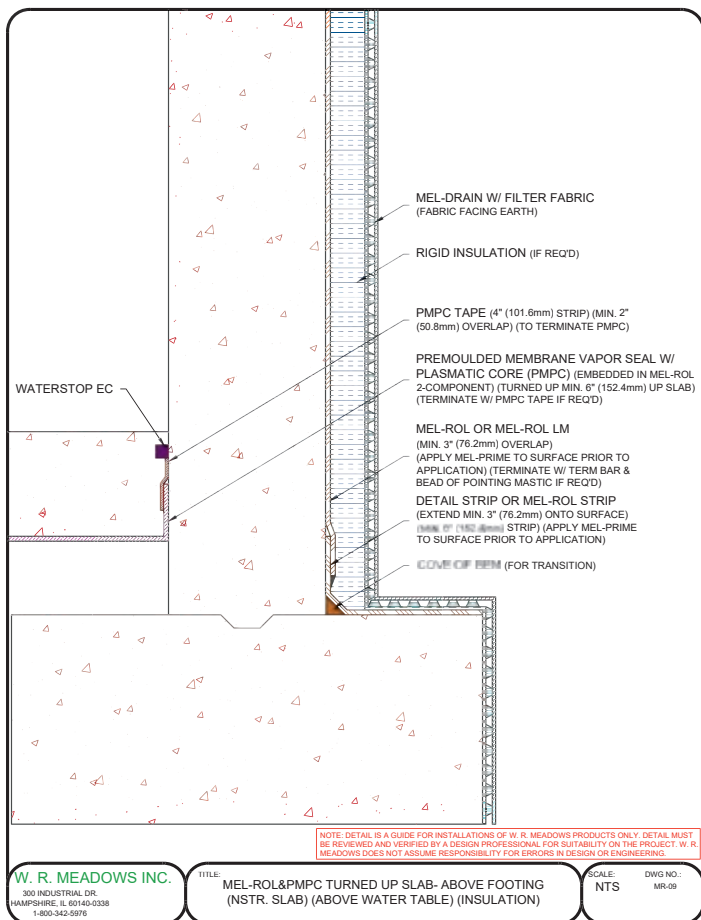 MEL-DRAIN W/ FILTER FABRIC
(FABRIC FACING EARTH)
RIGID INSULATION (IF REQ'D)
PMPC TAPE (4" (101.6mm) STRIP) (MIN. 2"
(50.8mm) OVERLAP) (TO TERMINATE PMPC)
PREMOULDED MEMBRANE VAPOR SEAL W/
PLASMATIC CORE (PMPC) (EMBEDDED IN MEL-ROL
2-COMPONENT) (TURNED UP MIN. 6" (152.4mm) UP SLAB)
(TERMINATE W/ PMPC TAPE IF REQ'D)
WATERSTOP EC
MEL-ROL OR MEL-ROL LM
(MIN. 3" (76.2mm) OVERLAP)
(APPLY MEL-PRIME TO SURFACE PRIOR TO
APPLICATION) (TERMINATE W/ TERM BAR &
BEAD OF POINTING MASTIC IF REQ'D)
DETAIL STRIP OR MEL-ROL STRIP
(EXTEND MIN. 3" (76.2mm) ONTO SURFACE)
STRIP) (APPLY MEL-PRIME
TO SURFACE PRIOR TO APPLICATION)
(FOR TRANSITION)
NOTE: DETAIL IS A GUIDE FOR INSTALLATIONS OF W. R. MEADOWS PRODUCTS ONLY. DETAIL MUST
BE REVIEWED AND VERIFIED BY A DESIGN PROFESSIONAL FOR SUITABILITY ON THE PROJECT. W. R.
MEADOWS DOES NOT ASSUME RESPONSIBILITY FOR ERRORS IN DESIGN OR ENGINEERING.
W. R. MEADOWS INC.
300 INDUSTRIAL DR.
HAMPSHIRE, IL 60140-0338
1-800-342-5976
TITLE:
MEL-ROL&PMPC TURNED UP SLAB- ABOVE FOOTING
(NSTR. SLAB) (ABOVE WATER TABLE) (INSULATION)
SCALE:
NTS
DWG NO.:
MR-09